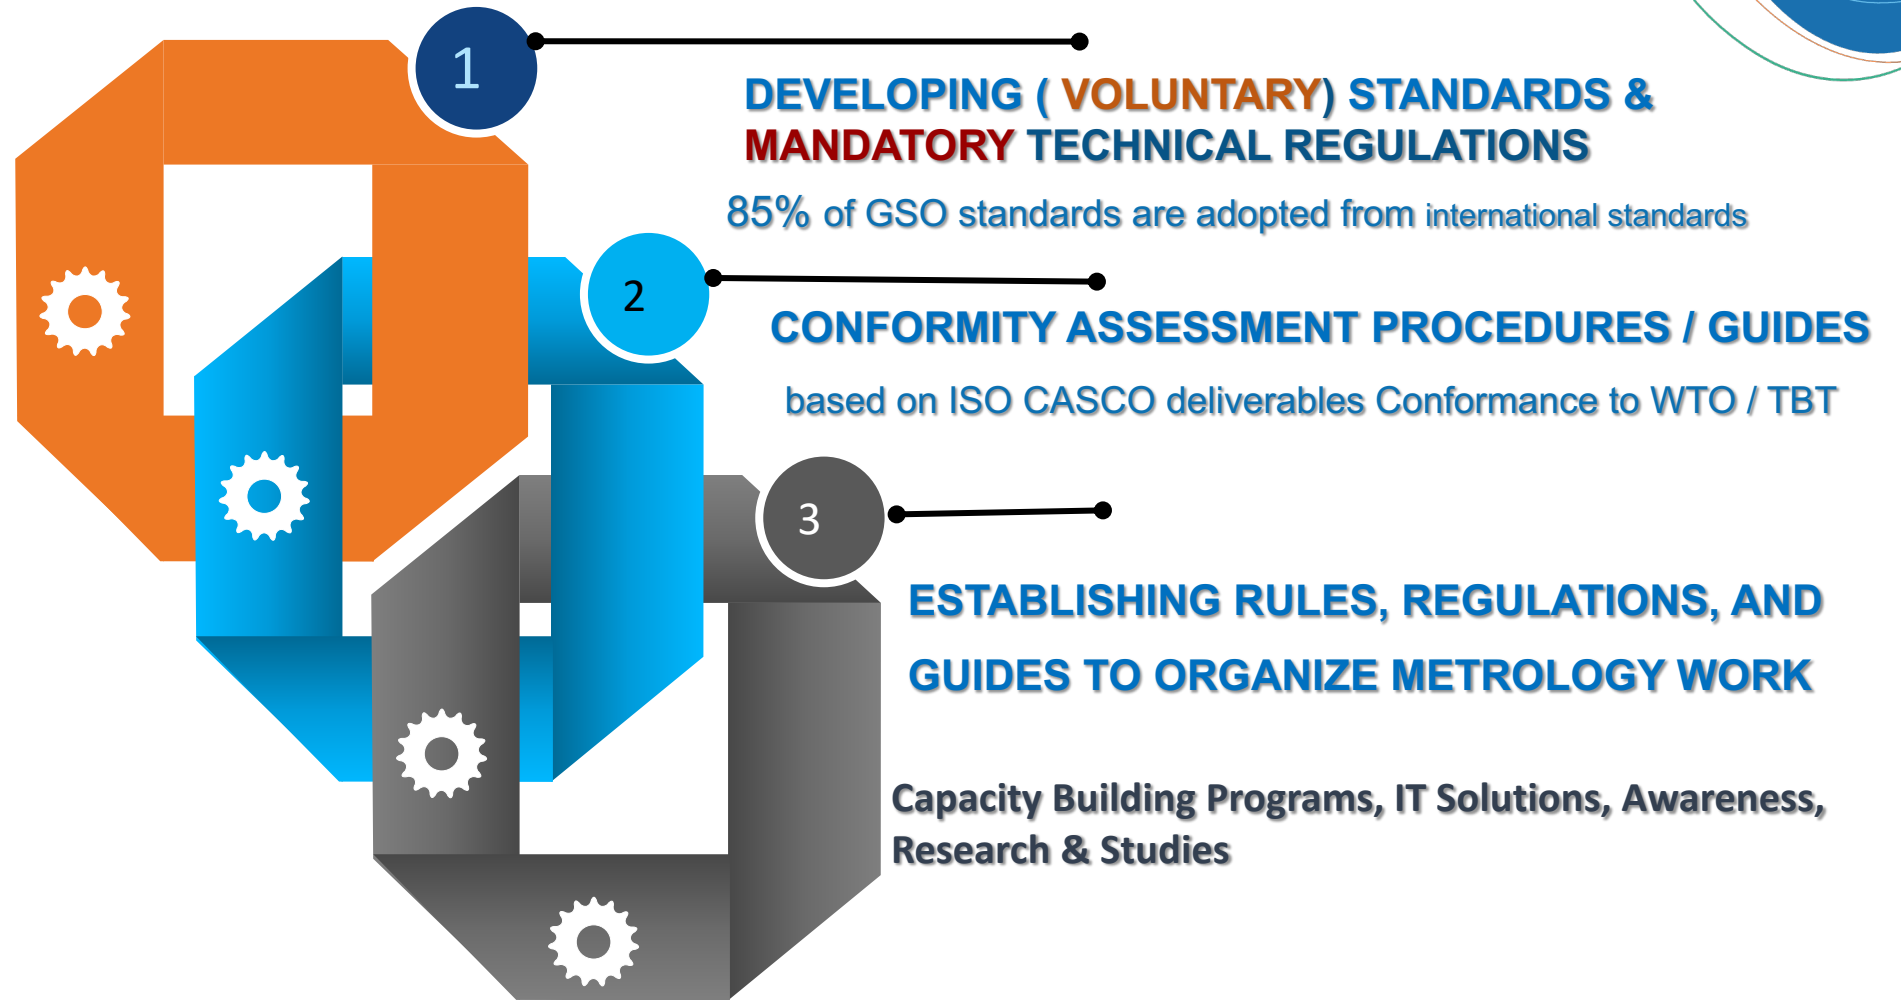 1
DEVELOPING ( VOLUNTARY) STANDARDS &
MANDATORY TECHNICAL REGULATIONS
85% of GSO standards are adopted from international standards
2
CONFORMITY ASSESSMENT PROCEDURES / GUIDES
based on ISO CASCO deliverables Conformance to WTO / TBT
3
ESTABLISHING RULES, REGULATIONS, AND
GUIDES TO ORGANIZE METROLOGY WORK
Capacity Building Programs, IT Solutions, Awareness,
Research & Studies